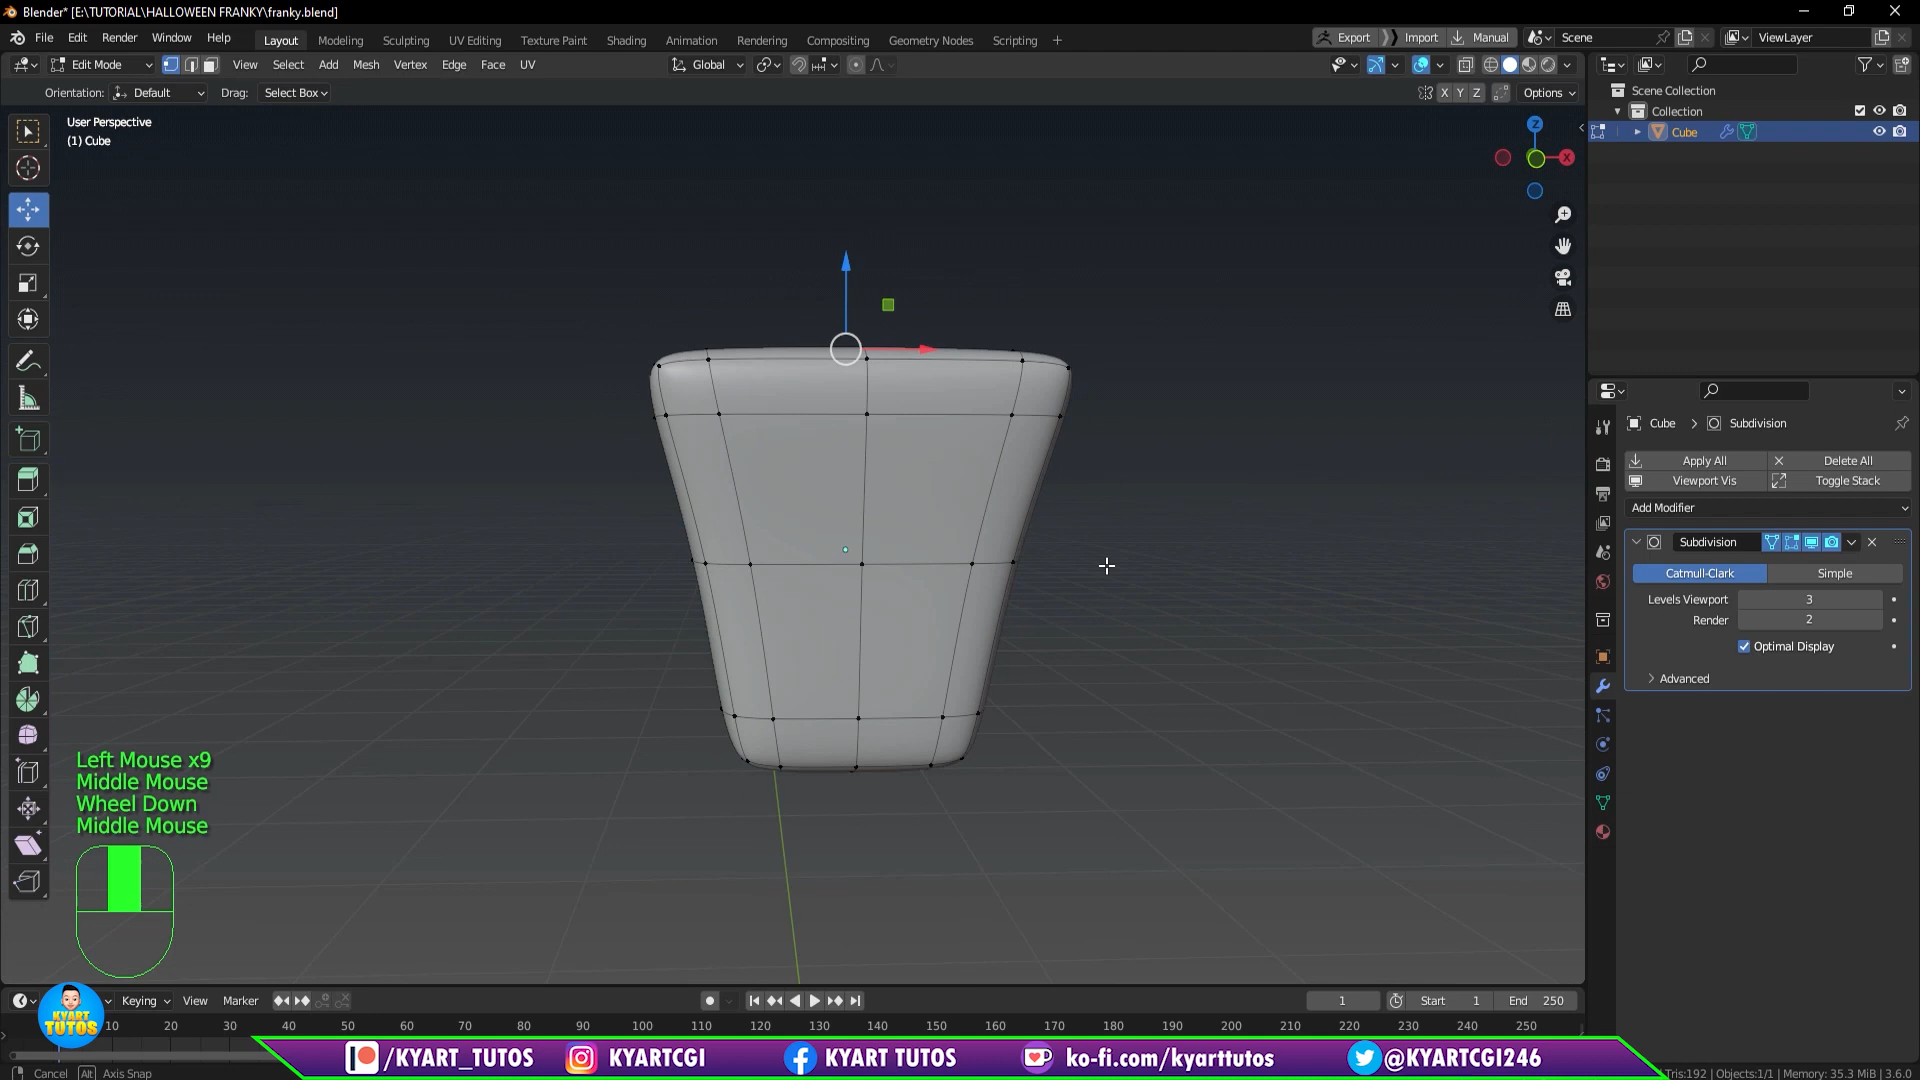 Blender* [E:\TUTORIAL\HALLOWEEN FRANKY\franky.blend]
File Edit Render Window Help Layout Modeling Sculpting UV Editing Texture Paint Shading Animation Rendering Compositing Geometry Nodes Scripting + Export Import Manual Scene ViewLayer
Edit Mode View Select Add Mesh Vertex Edge Face UV Global
Orientation: Default Drag: Select Box X Y Z Options
User Perspective
(1) Cube
Z
X
Scene Collection
Collection
Cube
Cube > Subdivision
Apply All Delete All
Viewport Vis Toggle Stack
Add Modifier
Subdivision
Catmull-Clark Simple
Levels Viewport 3
Render 2
Optimal Display
Advanced
Left Mouse x9
Middle Mouse
Wheel Down
Middle Mouse
Keying View Marker 1 Start 1 End 250
10 20 30 40 50 60 70 80 90 100 110 120 130 140 150 160 170 180 190 200 210 220 230 240 250
KYART TUTOS
/KYART_TUTOS KYARTCGI KYART TUTOS ko-fi.com/kyarttutos @KYARTCGI246
Cancel Alt Axis Snap
Tris:192 | Objects:1/1 | Memory: 35.3 MiB | 3.6.0